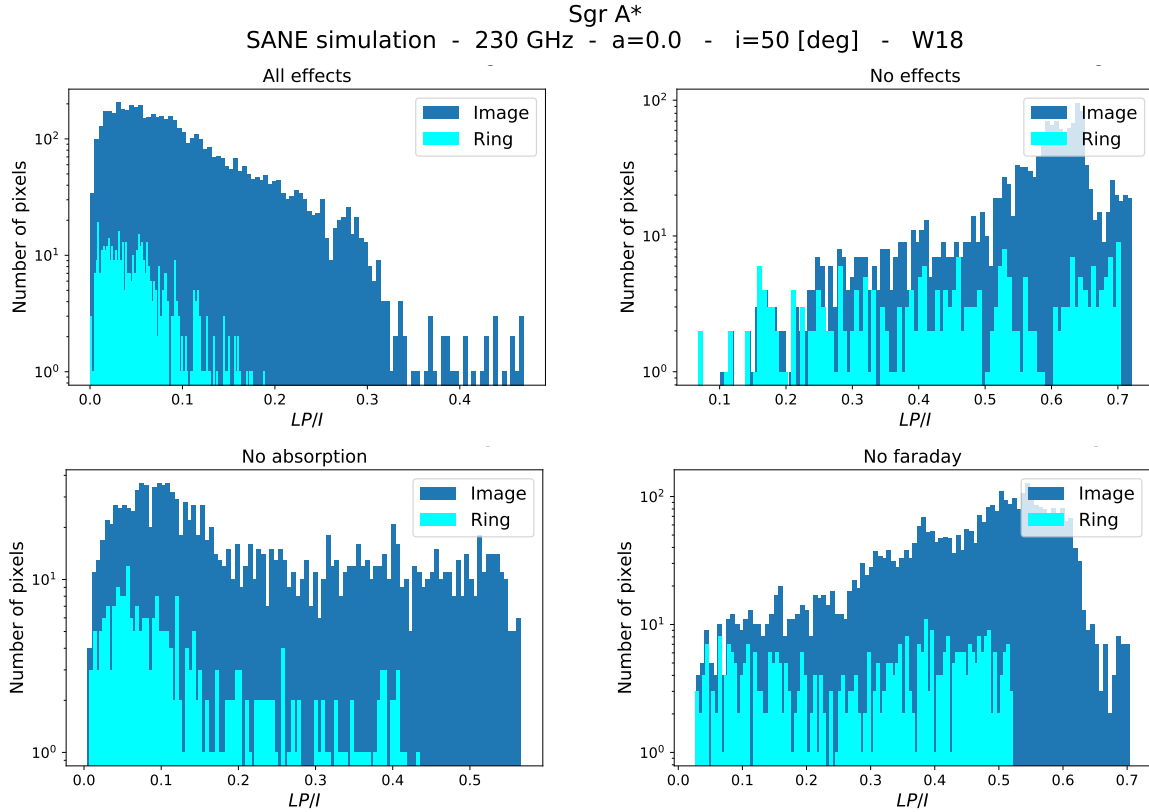 Sgr A*
SANE simulation - 230 GHz - a=0.0 - i=50 [deg] - W18
All effects
Number of pixels
10² 10¹ 10⁰
Image
Ring
0.0 0.1 0.2 0.3 0.4
LP/I
No effects
Number of pixels
10² 10¹ 10⁰
Image
Ring
0.1 0.2 0.3 0.4 0.5 0.6 0.7
LP/I
No absorption
Number of pixels
10¹ 10⁰
Image
Ring
0.0 0.1 0.2 0.3 0.4 0.5
LP/I
No faraday
Number of pixels
10² 10¹ 10⁰
Image
Ring
0.0 0.1 0.2 0.3 0.4 0.5 0.6 0.7
LP/I